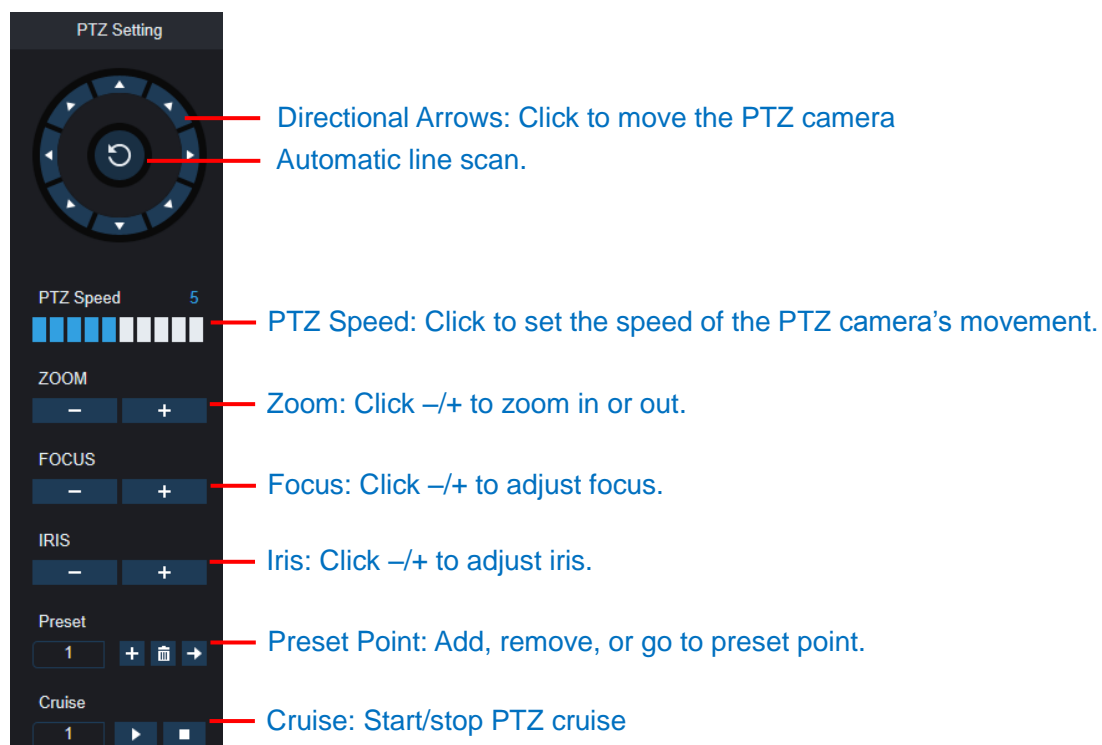 PTZ Setting
Directional Arrows: Click to move the PTZ camera
Automatic line scan.
PTZ Speed 5
PTZ Speed: Click to set the speed of the PTZ camera’s movement.
ZOOM
– +
Zoom: Click –/+ to zoom in or out.
FOCUS
– +
Focus: Click –/+ to adjust focus.
IRIS
– +
Iris: Click –/+ to adjust iris.
Preset
1 +
Preset Point: Add, remove, or go to preset point.
Cruise
1
Cruise: Start/stop PTZ cruise